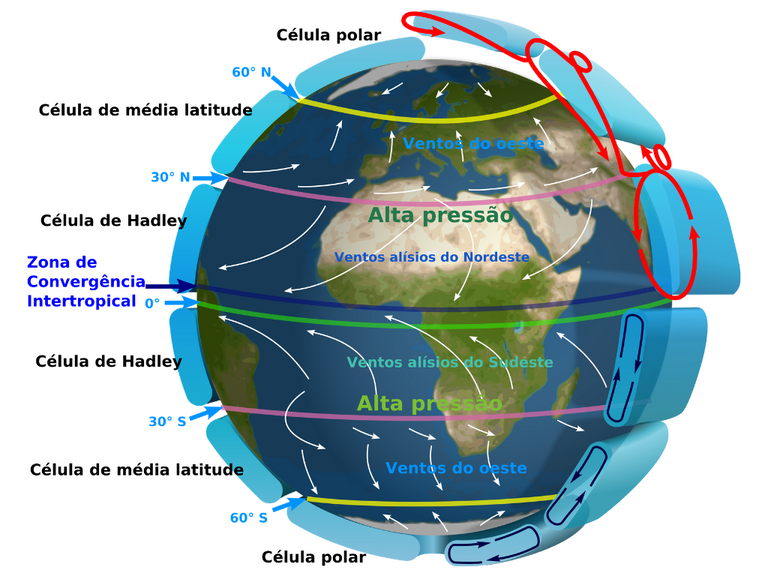 Célula polar
60° N
Célula de média latitude
Ventos do oeste
30° N
Alta pressão
Célula de Hadley
Ventos alísios do Nordeste
Zona de
Convergência
Intertropical
0°
Célula de Hadley
Ventos alísios do Sudeste
Alta pressão
30° S
Célula de média latitude
Ventos do oeste
60° S
Célula polar